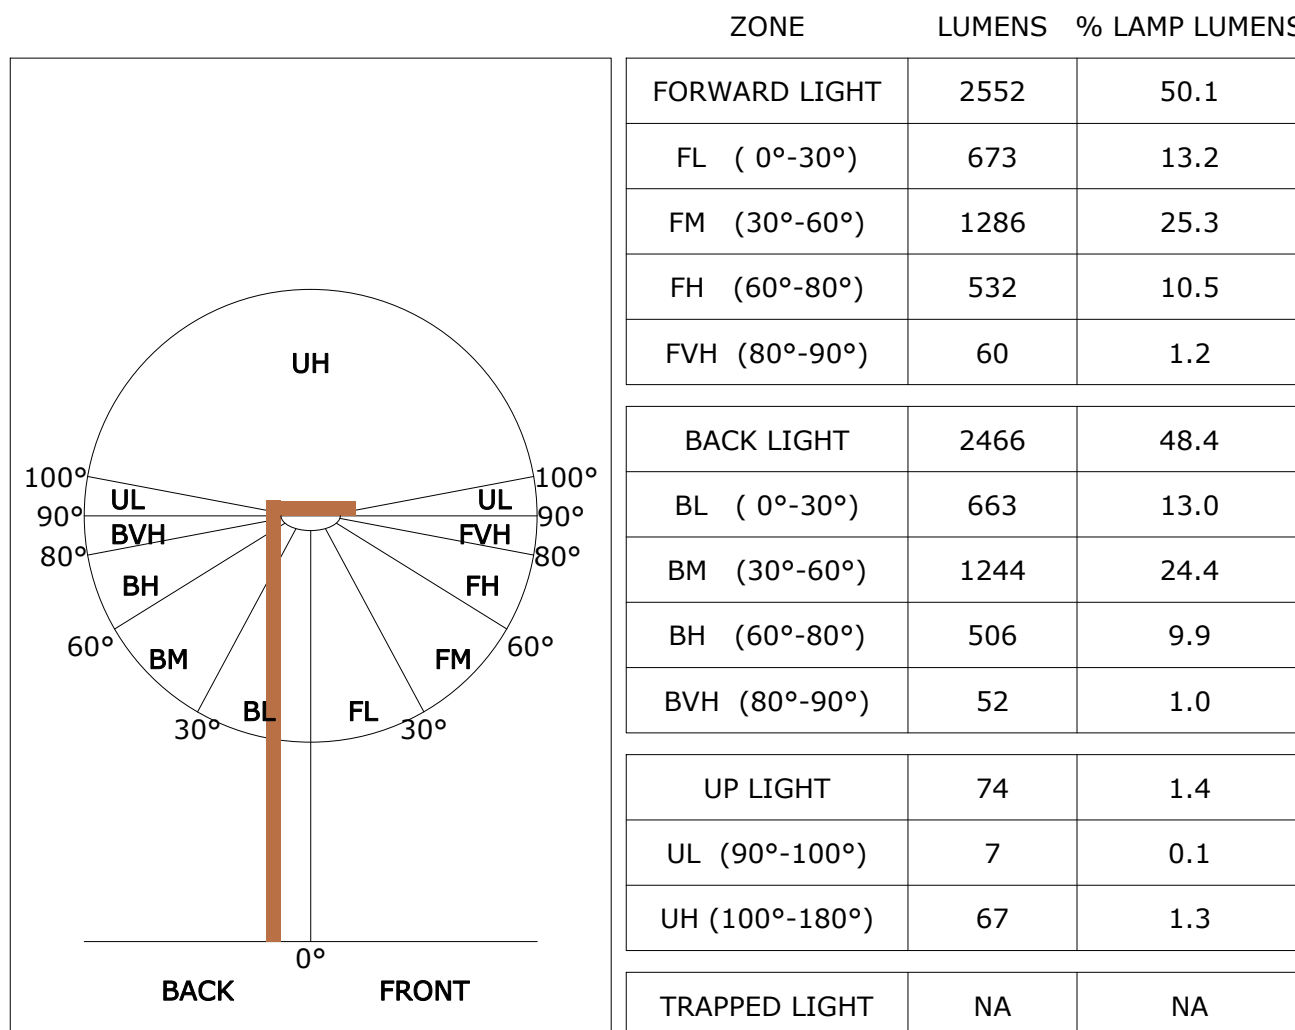 ZONE LUMENS % LAMP LUMENS
FORWARD LIGHT 2552 50.1
FL ( 0°-30°) 673 13.2
FM (30°-60°) 1286 25.3
FH (60°-80°) 532 10.5
FVH (80°-90°) 60 1.2
BACK LIGHT 2466 48.4
BL ( 0°-30°) 663 13.0
BM (30°-60°) 1244 24.4
BH (60°-80°) 506 9.9
BVH (80°-90°) 52 1.0
UP LIGHT 74 1.4
UL (90°-100°) 7 0.1
UH (100°-180°) 67 1.3
TRAPPED LIGHT NA NA
UH
100° 100°
UL UL
90° 90°
BVH FVH
80° 80°
BH FH
60° 60°
BM FM
BL FL
30° 30°
0°
BACK FRONT